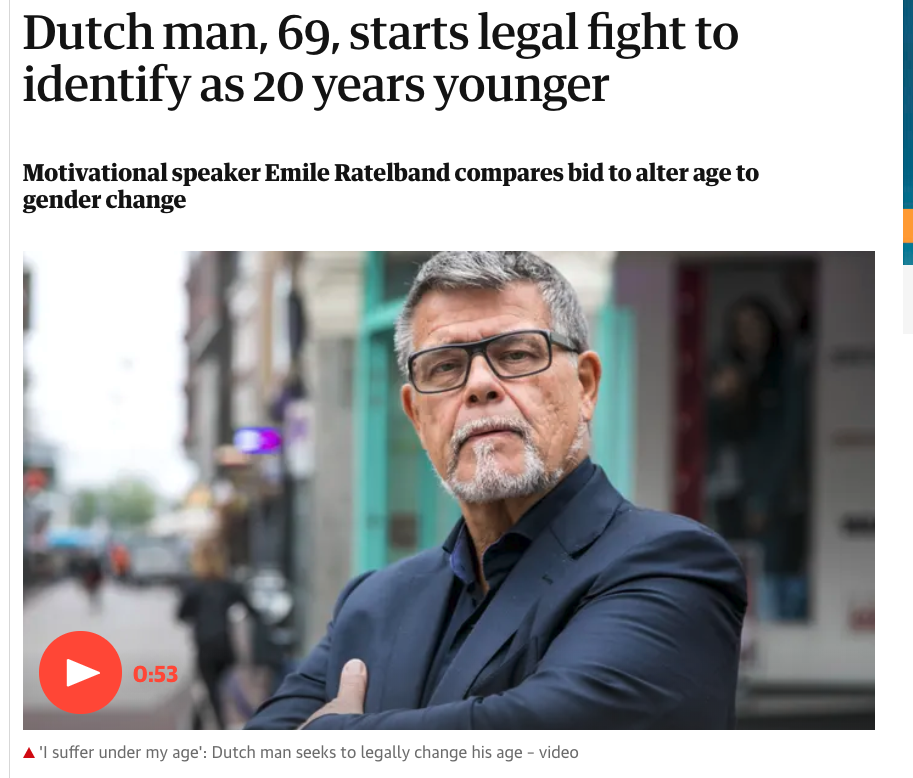 Dutch man, 69, starts legal fight to
identify as 20 years younger
Motivational speaker Emile Ratelband compares bid to alter age to
gender change
0:53
'I suffer under my age': Dutch man seeks to legally change his age – video